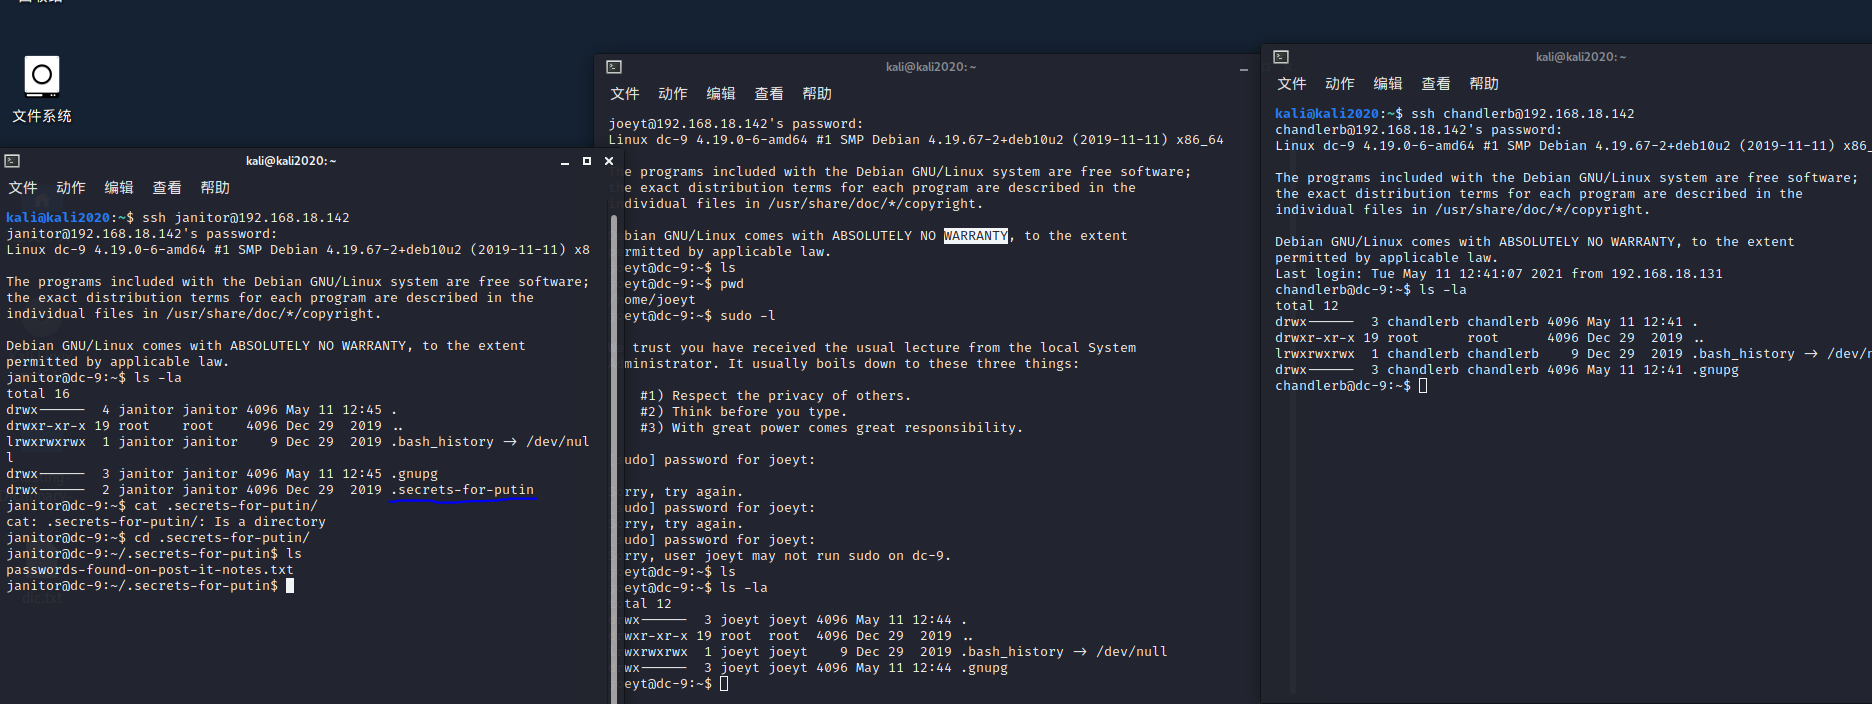 文件系统
kali@kali2020: ~
文件 动作 编辑 查看 帮助
kali@kali2020:~$ ssh janitor@192.168.18.142
janitor@192.168.18.142's password:
Linux dc-9 4.19.0-6-amd64 #1 SMP Debian 4.19.67-2+deb10u2 (2019-11-11) x8
The programs included with the Debian GNU/Linux system are free software;
the exact distribution terms for each program are described in the
individual files in /usr/share/doc/*/copyright.
Debian GNU/Linux comes with ABSOLUTELY NO WARRANTY, to the extent
permitted by applicable law.
janitor@dc-9:~$ ls -la
total 16
drwx------  4 janitor janitor 4096 May 11 12:45 .
drwxr-xr-x 19 root    root    4096 Dec 29  2019 ..
lrwxrwxrwx  1 janitor janitor    9 Dec 29  2019 .bash_history -> /dev/nul
l
drwx------  3 janitor janitor 4096 May 11 12:45 .gnupg
drwx------  2 janitor janitor 4096 Dec 29  2019 .secrets-for-putin
janitor@dc-9:~$ cat .secrets-for-putin/
cat: .secrets-for-putin/: Is a directory
janitor@dc-9:~$ cd .secrets-for-putin/
janitor@dc-9:~/.secrets-for-putin$ ls
passwords-found-on-post-it-notes.txt
janitor@dc-9:~/.secrets-for-putin$
kali@kali2020: ~
文件 动作 编辑 查看 帮助
joeyt@192.168.18.142's password:
Linux dc-9 4.19.0-6-amd64 #1 SMP Debian 4.19.67-2+deb10u2 (2019-11-11) x86_64
e programs included with the Debian GNU/Linux system are free software;
he exact distribution terms for each program are described in the
dividual files in /usr/share/doc/*/copyright.
bian GNU/Linux comes with ABSOLUTELY NO WARRANTY, to the extent
rmitted by applicable law.
eyt@dc-9:~$ ls
eyt@dc-9:~$ pwd
ome/joeyt
eyt@dc-9:~$ sudo -l
trust you have received the usual lecture from the local System
ministrator. It usually boils down to these three things:
#1) Respect the privacy of others.
#2) Think before you type.
#3) With great power comes great responsibility.
udo] password for joeyt:
rry, try again.
udo] password for joeyt:
rry, try again.
udo] password for joeyt:
rry, user joeyt may not run sudo on dc-9.
eyt@dc-9:~$ ls
eyt@dc-9:~$ ls -la
tal 12
wx------  3 joeyt joeyt 4096 May 11 12:44 .
wxr-xr-x 19 root  root  4096 Dec 29  2019 ..
wxrwxrwx  1 joeyt joeyt    9 Dec 29  2019 .bash_history -> /dev/null
wx------  3 joeyt joeyt 4096 May 11 12:44 .gnupg
eyt@dc-9:~$
kali@kali2020: ~
文件 动作 编辑 查看 帮助
kali@kali2020:~$ ssh chandlerb@192.168.18.142
chandlerb@192.168.18.142's password:
Linux dc-9 4.19.0-6-amd64 #1 SMP Debian 4.19.67-2+deb10u2 (2019-11-11) x86_
The programs included with the Debian GNU/Linux system are free software;
the exact distribution terms for each program are described in the
individual files in /usr/share/doc/*/copyright.
Debian GNU/Linux comes with ABSOLUTELY NO WARRANTY, to the extent
permitted by applicable law.
Last login: Tue May 11 12:41:07 2021 from 192.168.18.131
chandlerb@dc-9:~$ ls -la
total 12
drwx------  3 chandlerb chandlerb 4096 May 11 12:41 .
drwxr-xr-x 19 root      root      4096 Dec 29  2019 ..
lrwxrwxrwx  1 chandlerb chandlerb    9 Dec 29  2019 .bash_history -> /dev/n
drwx------  3 chandlerb chandlerb 4096 May 11 12:41 .gnupg
chandlerb@dc-9:~$